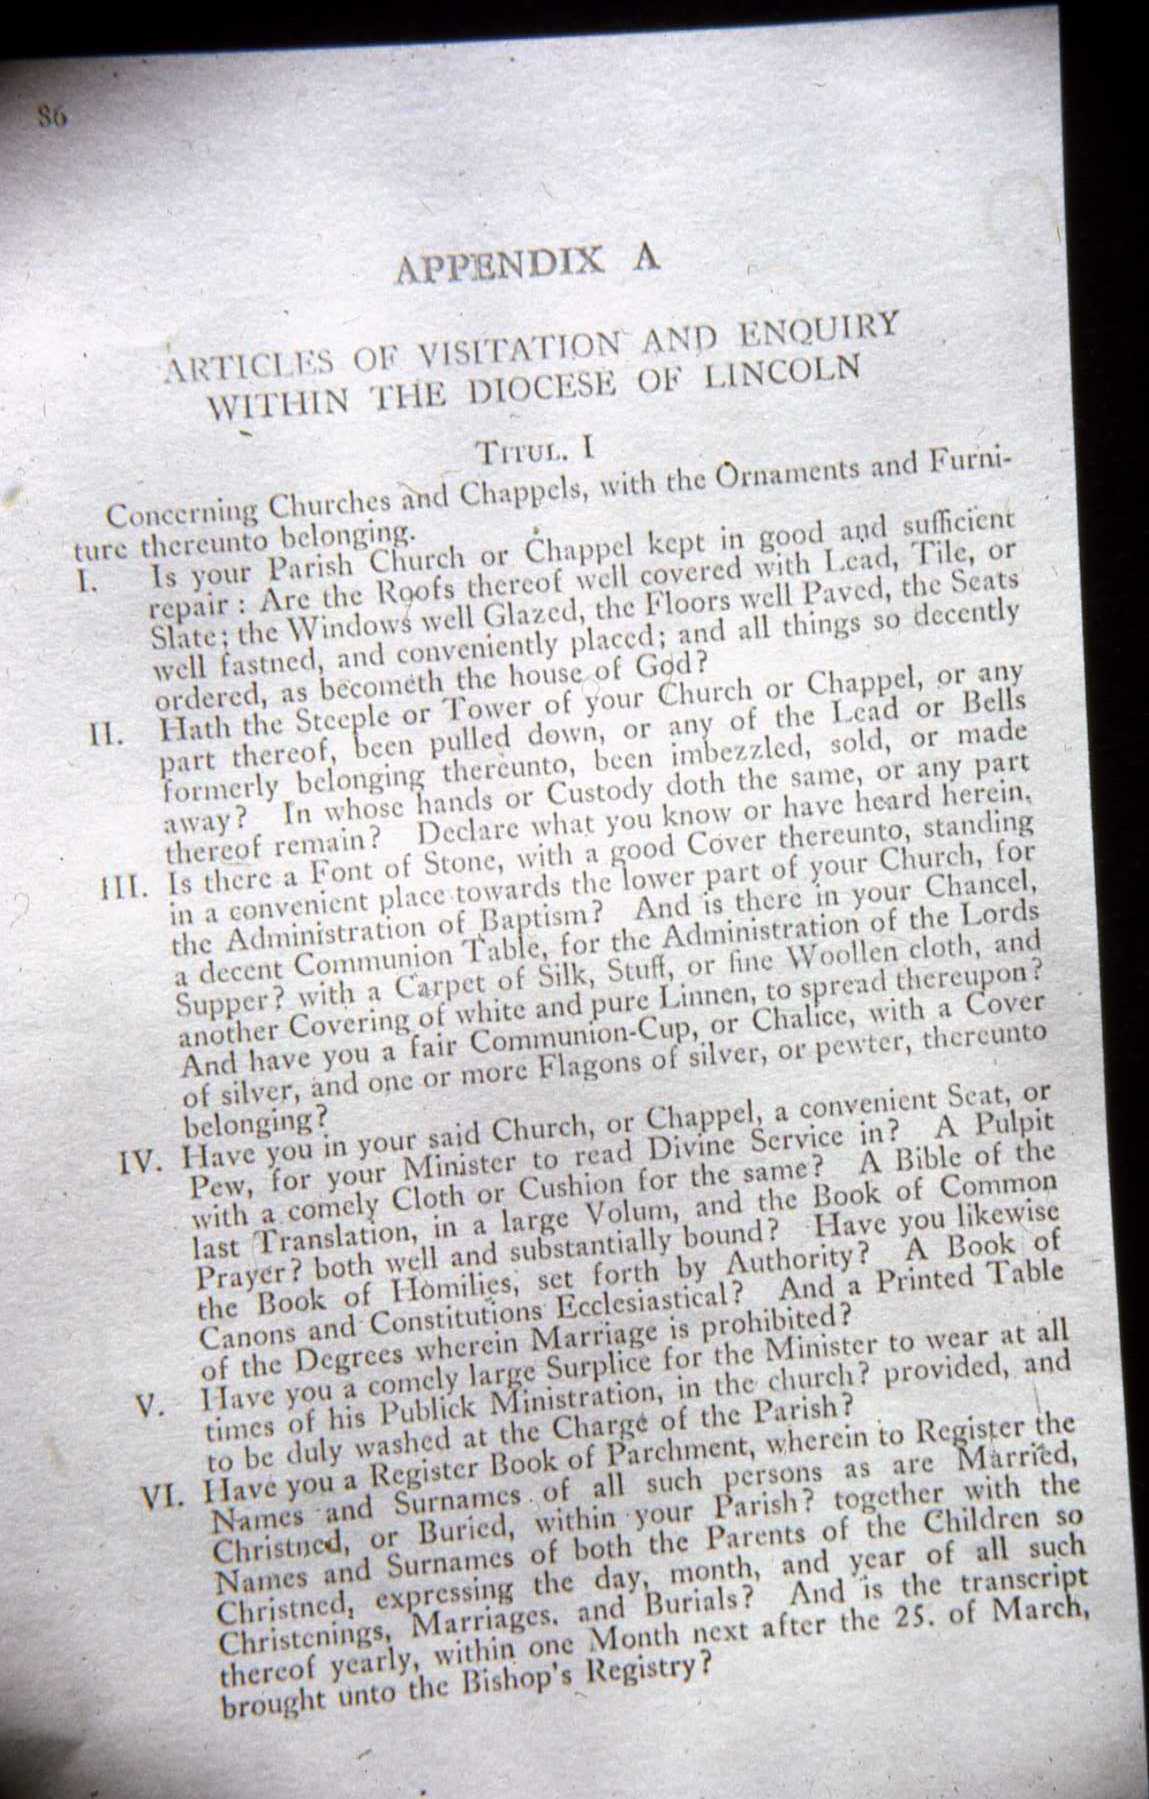 86
APPENDIX A
ARTICLES OF VISITATION AND ENQUIRY
WITHIN THE DIOCESE OF LINCOLN
TITUL. I
Concerning Churches and Chappels, with the Ornaments and Furni-
ture thereunto belonging.
I. Is your Parish Church or Chappel kept in good and sufficient
repair : Are the Roofs thereof well covered with Lead, Tile, or
Slate; the Windows well Glazed, the Floors well Paved, the Seats
well fastned, and conveniently placed; and all things so decently
ordered, as becometh the house of God?
II. Hath the Steeple or Tower of your Church or Chappel, or any
part thereof, been pulled down, or any of the Lead or Bells
formerly belonging thereunto, been imbezzled, sold, or made
away? In whose hands or Custody doth the same, or any part
thereof remain? Declare what you know or have heard herein.
III. Is there a Font of Stone, with a good Cover thereunto, standing
in a convenient place towards the lower part of your Church, for
the Administration of Baptism? And is there in your Chancel,
a decent Communion Table, for the Administration of the Lords
Supper? with a Carpet of Silk, Stuff, or fine Woollen cloth, and
another Covering of white and pure Linnen, to spread thereupon?
And have you a fair Communion-Cup, or Chalice, with a Cover
of silver, and one or more Flagons of silver, or pewter, thereunto
belonging?
IV. Have you in your said Church, or Chappel, a convenient Seat, or
Pew, for your Minister to read Divine Service in? A Pulpit
with a comely Cloth or Cushion for the same? A Bible of the
last Translation, in a large Volum, and the Book of Common
Prayer? both well and substantially bound? Have you likewise
the Book of Homilies, set forth by Authority? A Book of
Canons and Constitutions Ecclesiastical? And a Printed Table
of the Degrees wherein Marriage is prohibited?
V. Have you a comely large Surplice for the Minister to wear at all
times of his Publick Ministration, in the church? provided, and
to be duly washed at the Charge of the Parish?
VI. Have you a Register Book of Parchment, wherein to Register the
Names and Surnames of all such persons as are Married,
Christned, or Buried, within your Parish? together with the
Names and Surnames of both the Parents of the Children so
Christned, expressing the day, month, and year of all such
Christenings, Marriages. and Burials? And is the transcript
thereof yearly, within one Month next after the 25. of March,
brought unto the Bishop's Registry?